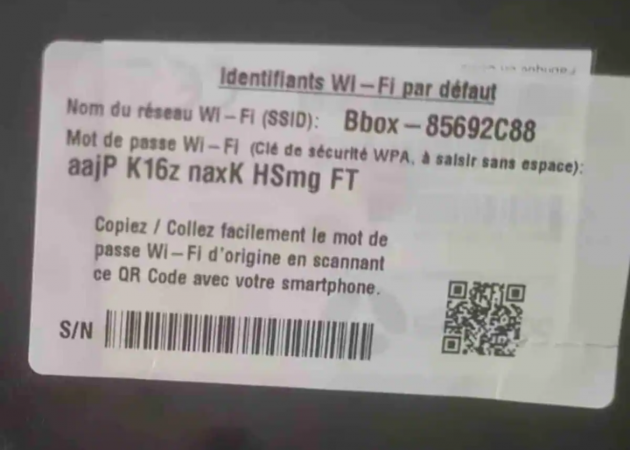 Identifiants Wi-Fi par défaut
Nom du réseau Wi-Fi (SSID): Bbox-85692C88
Mot de passe Wi-Fi (Clé de sécurité WPA, à saisir sans espace):
aajP K16z naxK HSmg FT
Copiez / Collez facilement le mot de
passe Wi-Fi d'origine en scannant
ce QR Code avec votre smartphone.
S/N